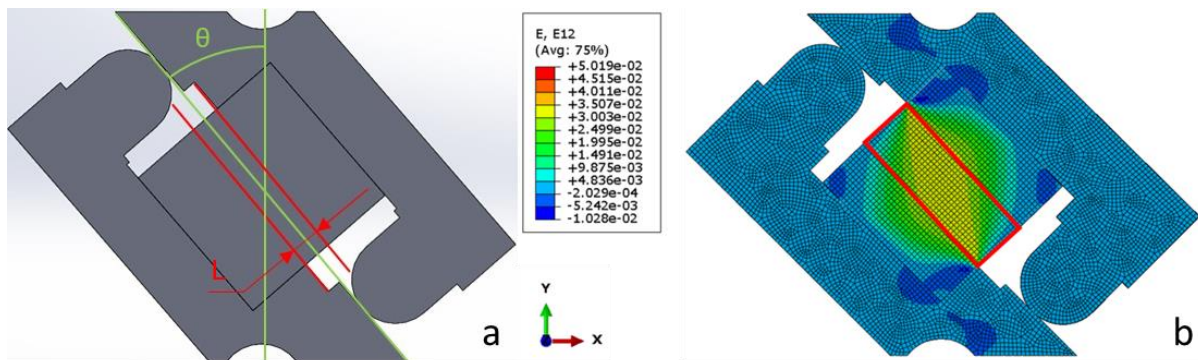 θ
L
a
E, E12
(Avg: 75%)
+5.019e-02
+4.515e-02
+4.011e-02
+3.507e-02
+3.003e-02
+2.499e-02
+1.995e-02
+1.491e-02
+9.875e-03
+4.836e-03
-2.029e-04
-5.242e-03
-1.028e-02
Y
X
b